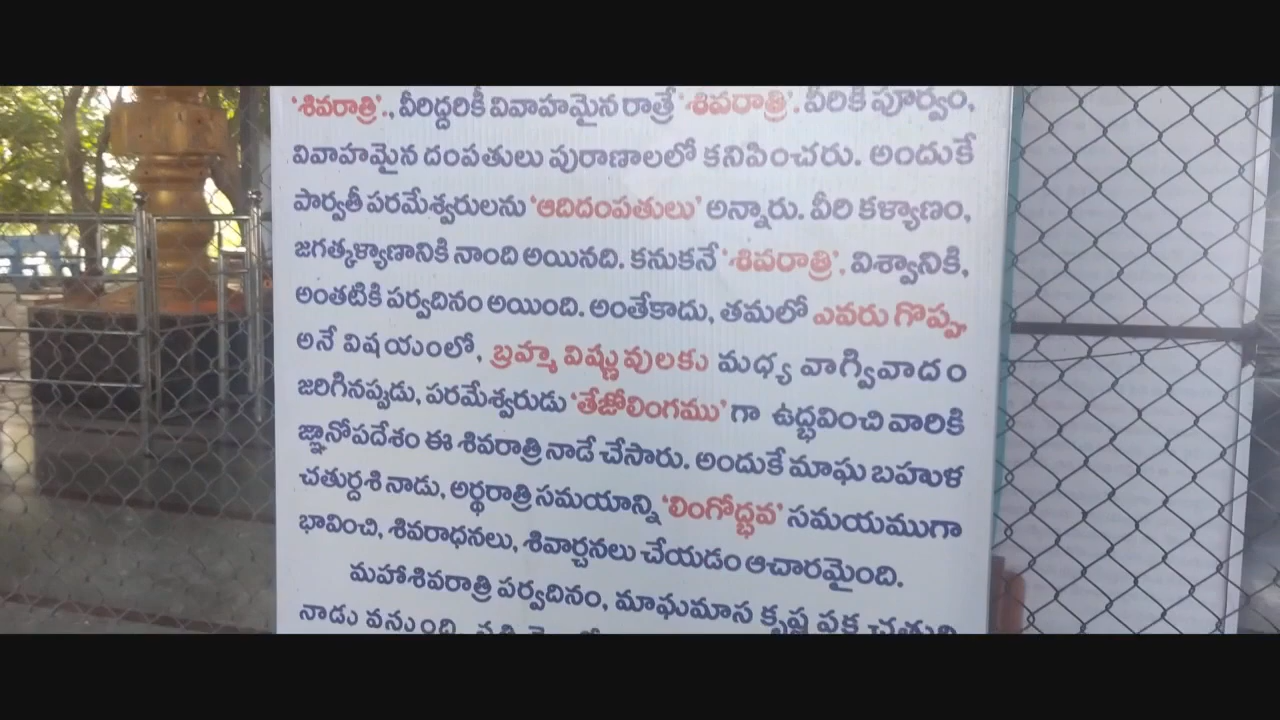 'శివరాత్రి'., వీరిద్దరికీ వివాహమైన రాత్రే 'శివరాత్రి'. వీరికి పూర్వం,
వివాహమైన దంపతులు పురాణాలలో కనిపించరు. అందుకే
పార్వతీ పరమేశ్వరులను 'ఆదిదంపతులు' అన్నారు. వీరి కళ్యాణం,
జగత్కళ్యాణానికి నాంది అయినది. కనుకనే 'శివరాత్రి', విశ్వానికి,
అంతటికి పర్వదినం అయింది. అంతేకాదు, తమలో ఎవరు గొప్ప,
అనే విషయంలో, బ్రహ్మ విష్ణువులకు మధ్య వాగ్వివాదం
జరిగినప్పడు, పరమేశ్వరుడు 'తేజోలింగము' గా ఉద్భవించి వారికి
జ్ఞానోపదేశం ఈ శివరాత్రి నాడే చేసారు. అందుకే మాఘ బహుళ
చతుర్దశి నాడు, అర్థరాత్రి సమయాన్ని 'లింగోద్భవ' సమయముగా
భావించి, శివరాధనలు, శివార్చనలు చేయడం ఆచారమైంది.
మహాశివరాత్రి పర్వదినం, మాఘమాస కృష్ణ పక్ష
నాడు వస్తుంది.